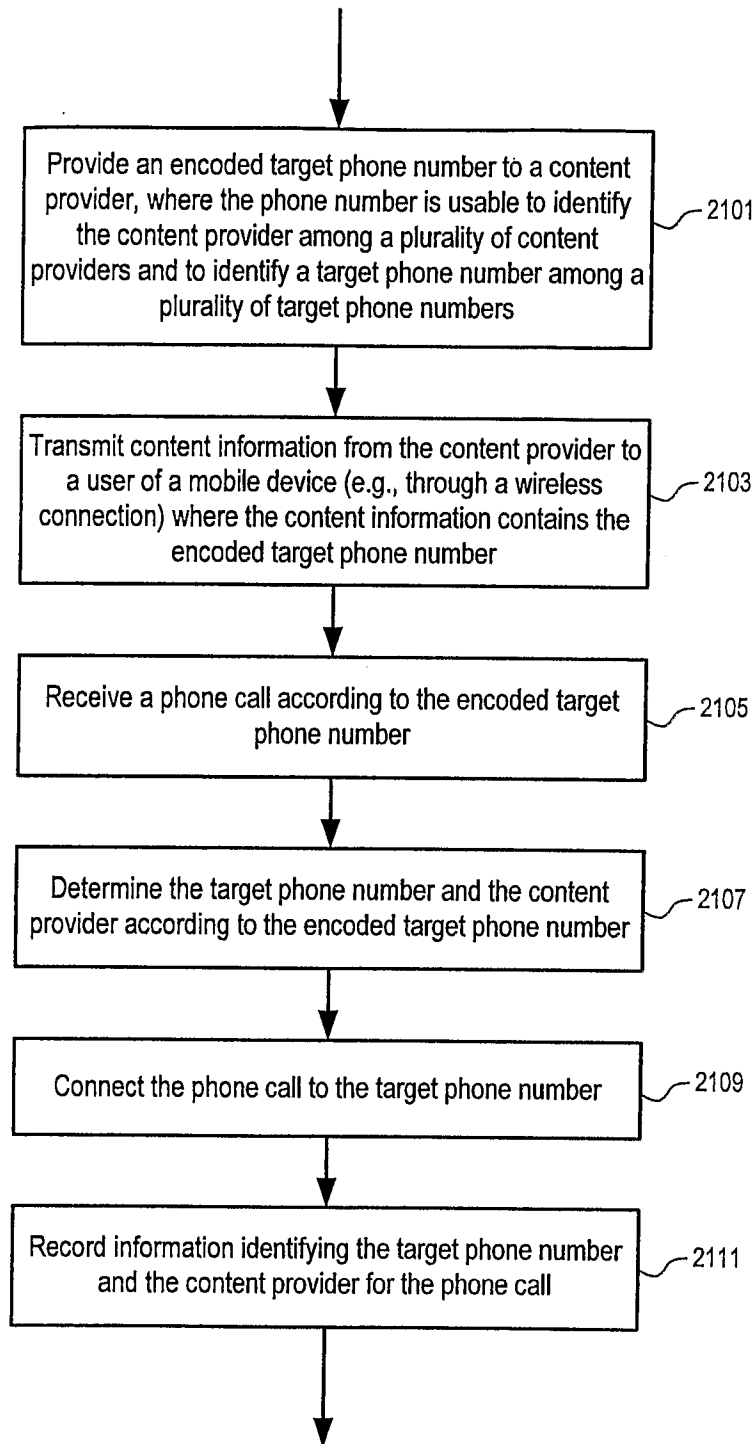 Provide an encoded target phone number to a content
provider, where the phone number is usable to identify
the content provider among a plurality of content
providers and to identify a target phone number among a
plurality of target phone numbers
2101
Transmit content information from the content provider to
a user of a mobile device (e.g., through a wireless
connection) where the content information contains the
encoded target phone number
2103
Receive a phone call according to the encoded target
phone number
2105
Determine the target phone number and the content
provider according to the encoded target phone number
2107
Connect the phone call to the target phone number
2109
Record information identifying the target phone number
and the content provider for the phone call
2111